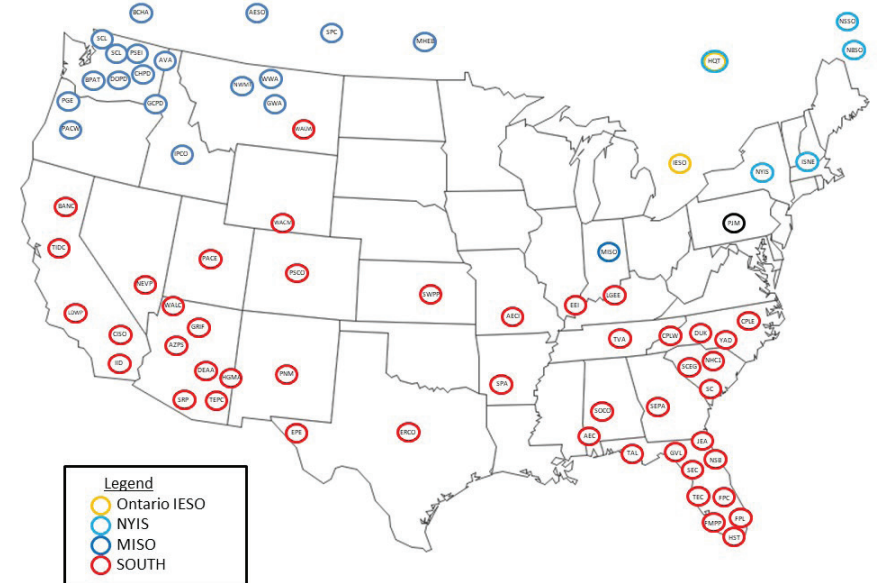 BCHA
AESO
SPC
MHEB
NSSO
NBSO
HQT
SCL
SCL
PSEI
AVA
BPAT
DOPD
CHPD
GCPD
PGE
PACW
IPCO
NWMT
WWA
GWA
WAUW
IESO
NYIS
ISNE
BANC
TIDC
WACM
PJM
MISO
PACE
PSCO
NEVP
SWPP
WALC
EEI
LGEE
LDWP
AECI
GRIF
CISO
AZPS
IID
TVA
CPLW
DUK
CPLE
YAD
SCEG
NHC1
SC
DEAA
HGMA
PNM
SPA
SRP
TEPC
SOCO
SEPA
EPE
ERCO
AEC
TAL
GVL
JEA
SEC
NSB
TEC
FPC
FMPP
FPL
HST
Legend
Ontario IESO
NYIS
MISO
SOUTH